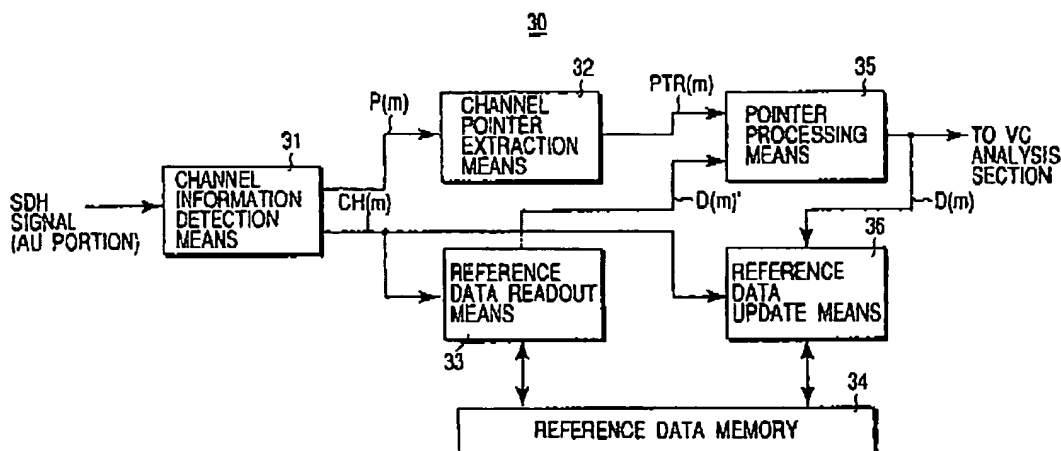 30
32
P(m)
CHANNEL
POINTER
EXTRACTION
MEANS
PTR(m)
35
POINTER
PROCESSING
MEANS
TO VC
ANALYSIS
SECTION
31
SDH
SIGNAL
(AU PORTION)
CHANNEL
INFORMATION
DETECTION
MEANS
CH(m)
D(m)'
D(m)
REFERENCE
DATA READOUT
MEANS
33
36
REFERENCE
DATA
UPDATE MEANS
34
REFERENCE DATA MEMORY